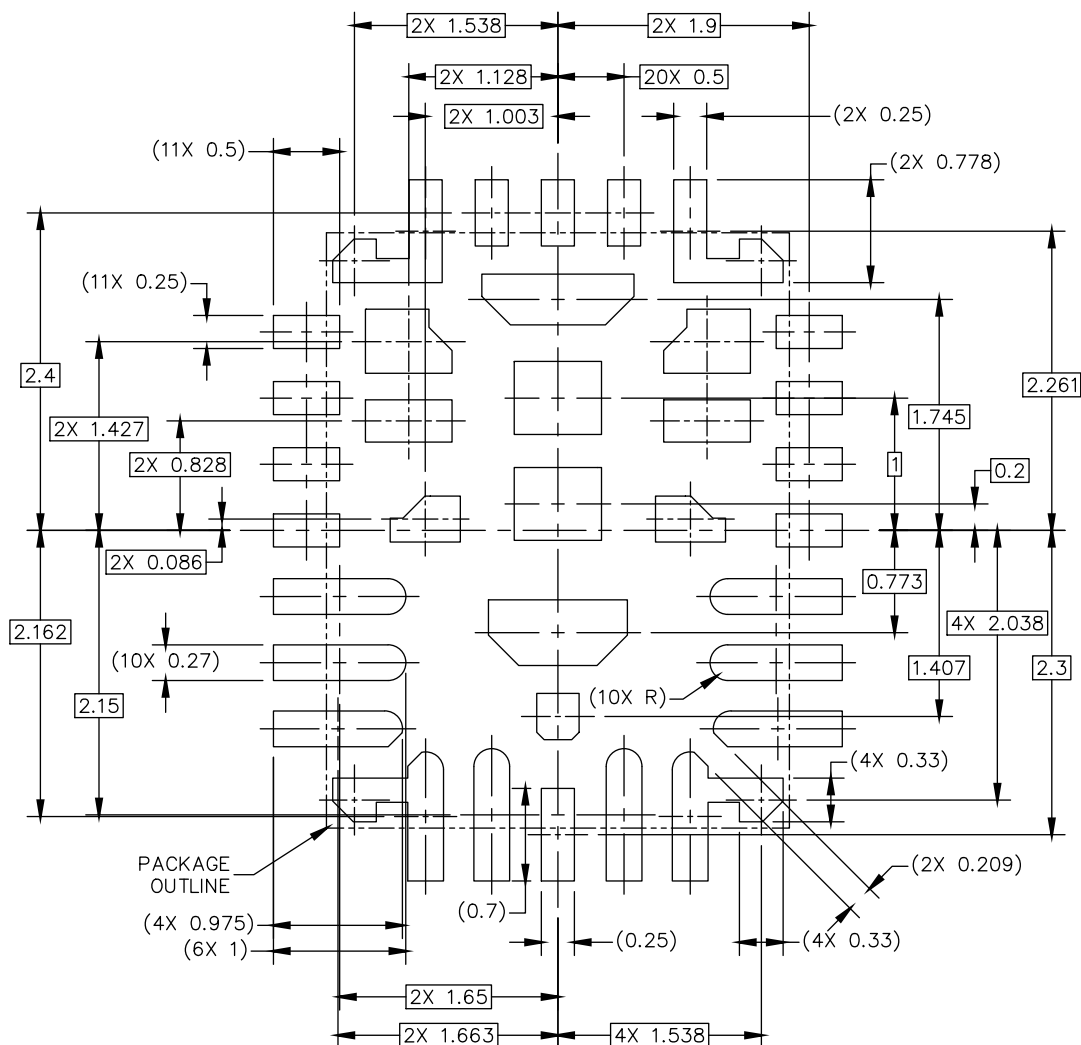 2X 1.538
2X 1.9
2X 1.128
20X 0.5
2X 1.003
(2X 0.25)
(11X 0.5)
(2X 0.778)
(11X 0.25)
2.4
2.261
2X 1.427
1.745
2X 0.828
1
0.2
2X 0.086
0.773
2.162
4X 2.038
(10X 0.27)
1.407
2.3
2.15
(10X R)
(4X 0.33)
PACKAGE
OUTLINE
(2X 0.209)
(0.7)
(4X 0.975)
(0.25)
(4X 0.33)
(6X 1)
2X 1.65
2X 1.663
4X 1.538